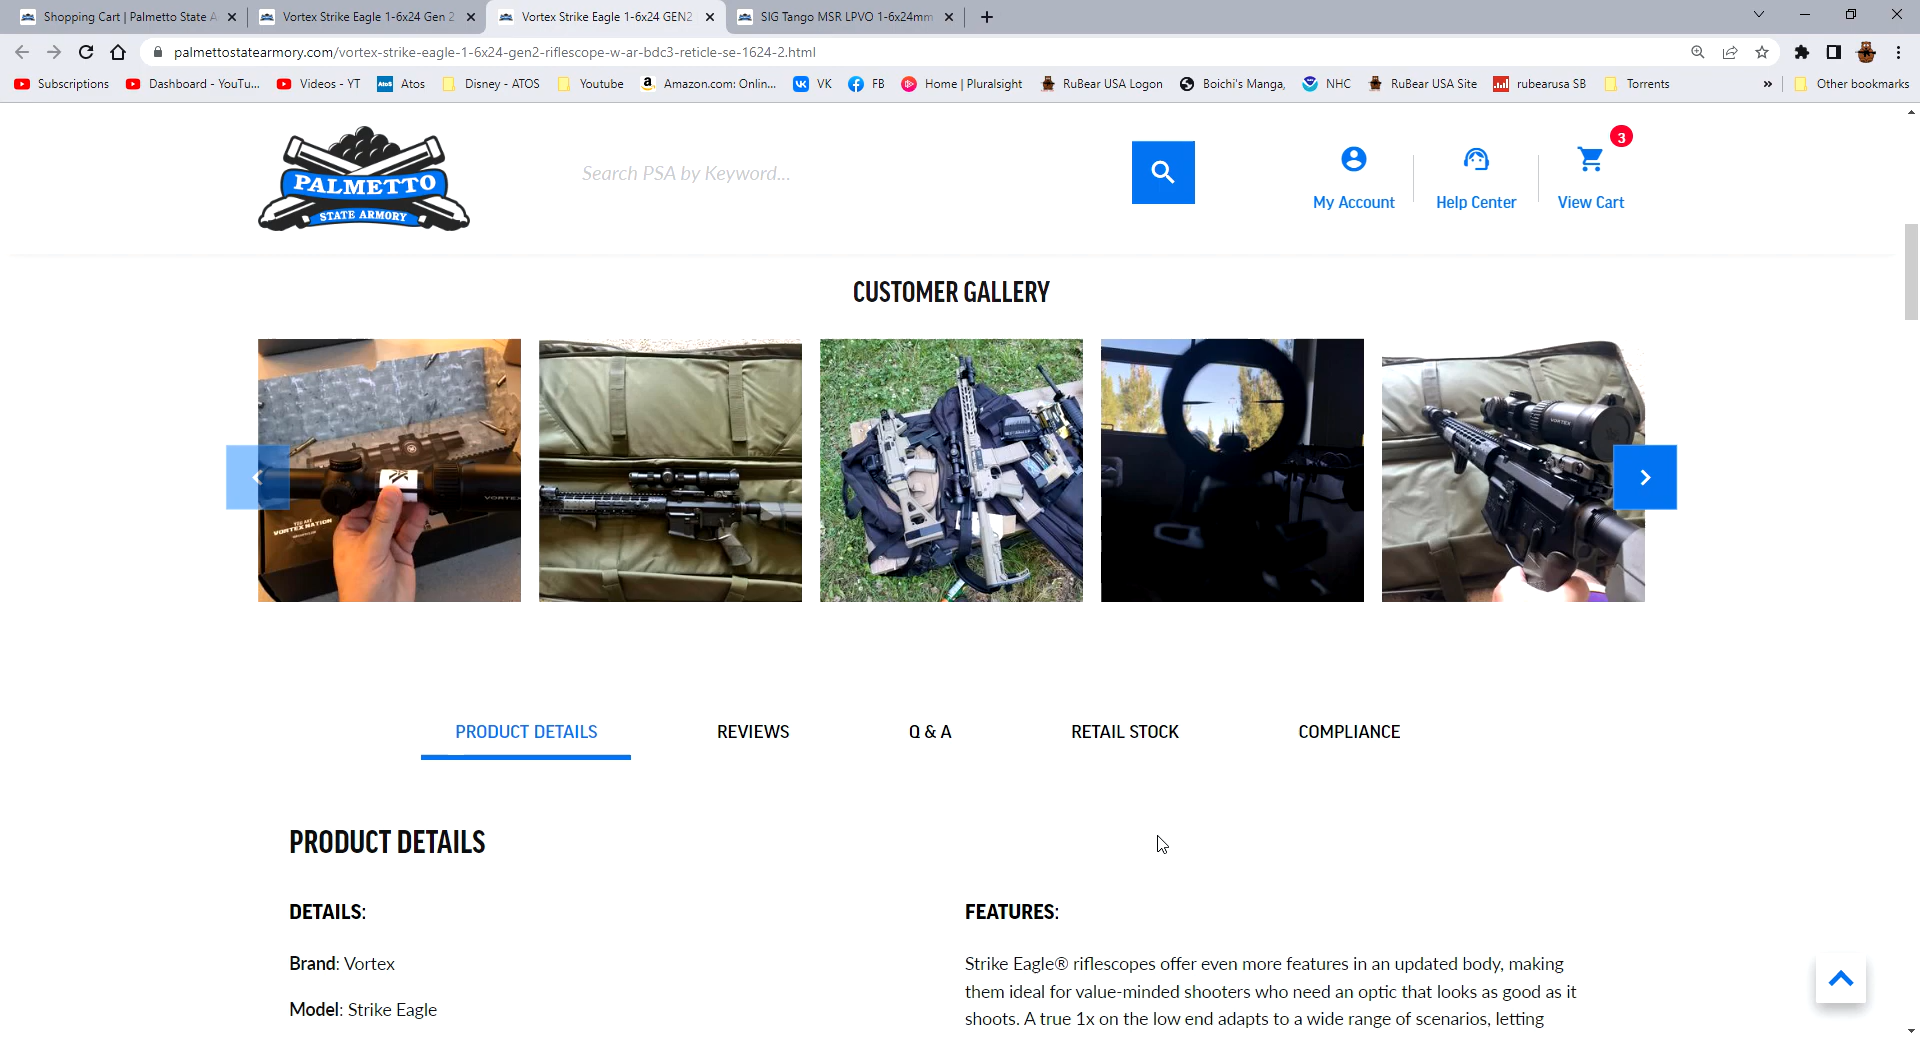 Shopping Cart | Palmetto State A
Vortex Strike Eagle 1-6x24 Gen 2
Vortex Strike Eagle 1-6x24 GEN2
SIG Tango MSR LPVO 1-6x24mm
palmettostatearmory.com/vortex-strike-eagle-1-6x24-gen2-riflescope-w-ar-bdc3-reticle-se-1624-2.html
Subscriptions
Dashboard - YouTu...
Videos - YT
Atos
Atos
Disney - ATOS
Youtube
Amazon.com: Onlin...
VK
FB
Home | Pluralsight
RuBear USA Logon
Boichi's Manga,
NHC
RuBear USA Site
rubearusa SB
Torrents
»
Other bookmarks
PALMETTO
STATE ARMORY
Search PSA by Keyword...
My Account
Help Center
3
View Cart
CUSTOMER GALLERY
VORTEX NATION
VORTEX
VORTEX
PRODUCT DETAILS
REVIEWS
Q & A
RETAIL STOCK
COMPLIANCE
PRODUCT DETAILS
DETAILS:
Brand: Vortex
Model: Strike Eagle
FEATURES:
Strike Eagle® riflescopes offer even more features in an updated body, making
them ideal for value-minded shooters who need an optic that looks as good as it
shoots. A true 1x on the low end adapts to a wide range of scenarios, letting